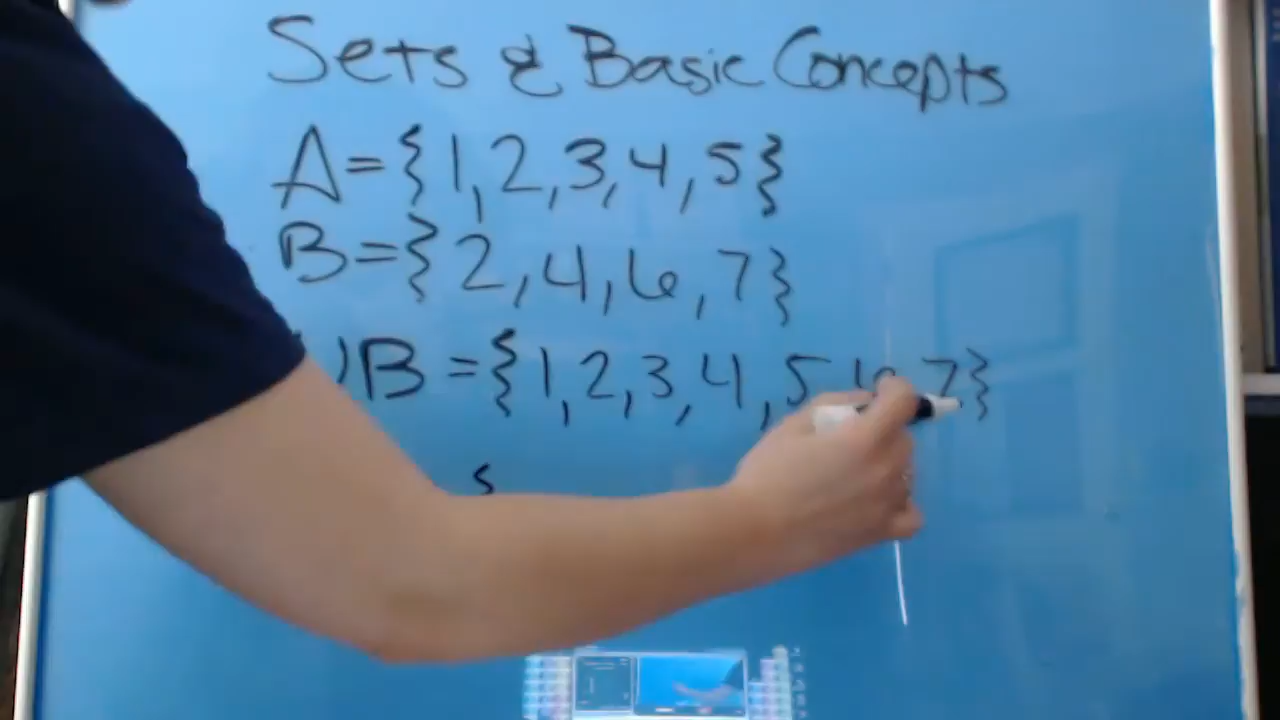 Sets & Basic Concepts
A={1,2,3,4,5}
B={2,4,6,7}
UB={1,2,3,4,5,6,7}
{